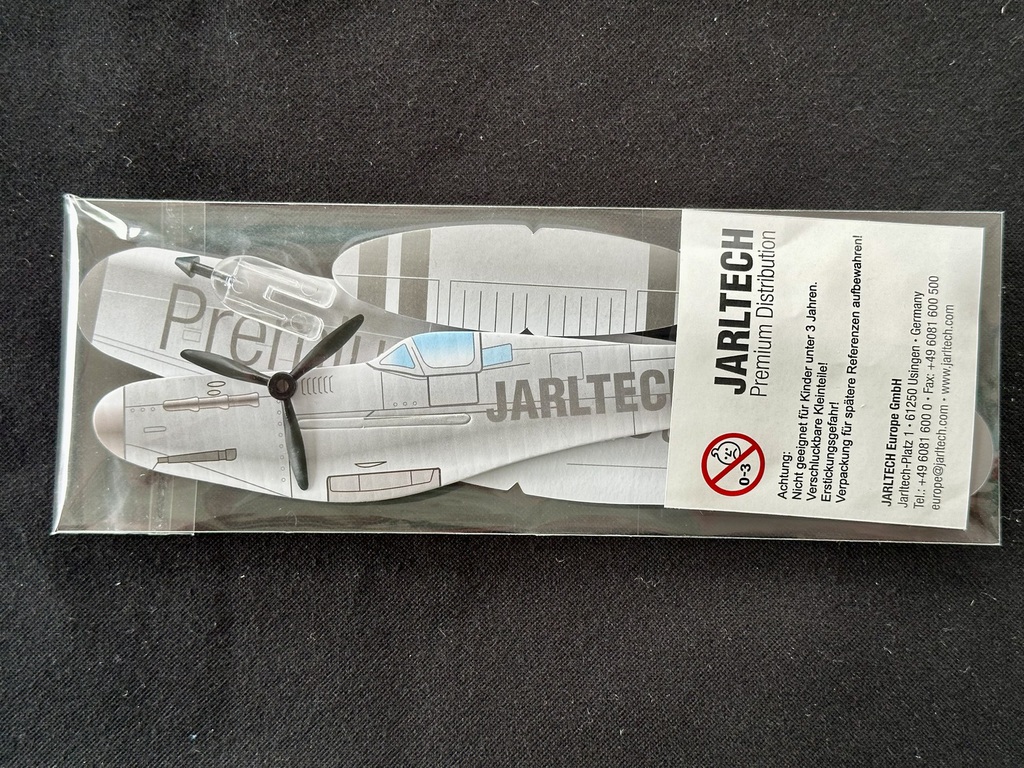 Premiu
JARLTECH
JARLTECH
Premium Distribution
0-3
Achtung:
Nicht geeignet für Kinder unter 3 Jahren.
Verschluckbare Kleinteile!
Erstickungsgefahr!
Verpackung für spätere Referenzen aufbewahren!
JARLTECH Europe GmbH
Jarltech-Platz 1 • 61250 Usingen • Germany
Tel.: +49 6081 600 0 • Fax: +49 6081 600 500
europe@jarltech.com • www.jarltech.com